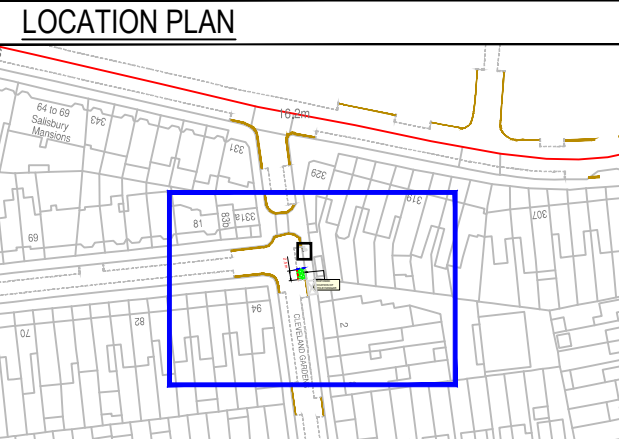 LOCATION PLAN
64 to 69
Salisbury
Mansions
343
331
16.2m
329
319
307
331a
83b
81
69
94
82
70
2
CLEVELAND GARDEN